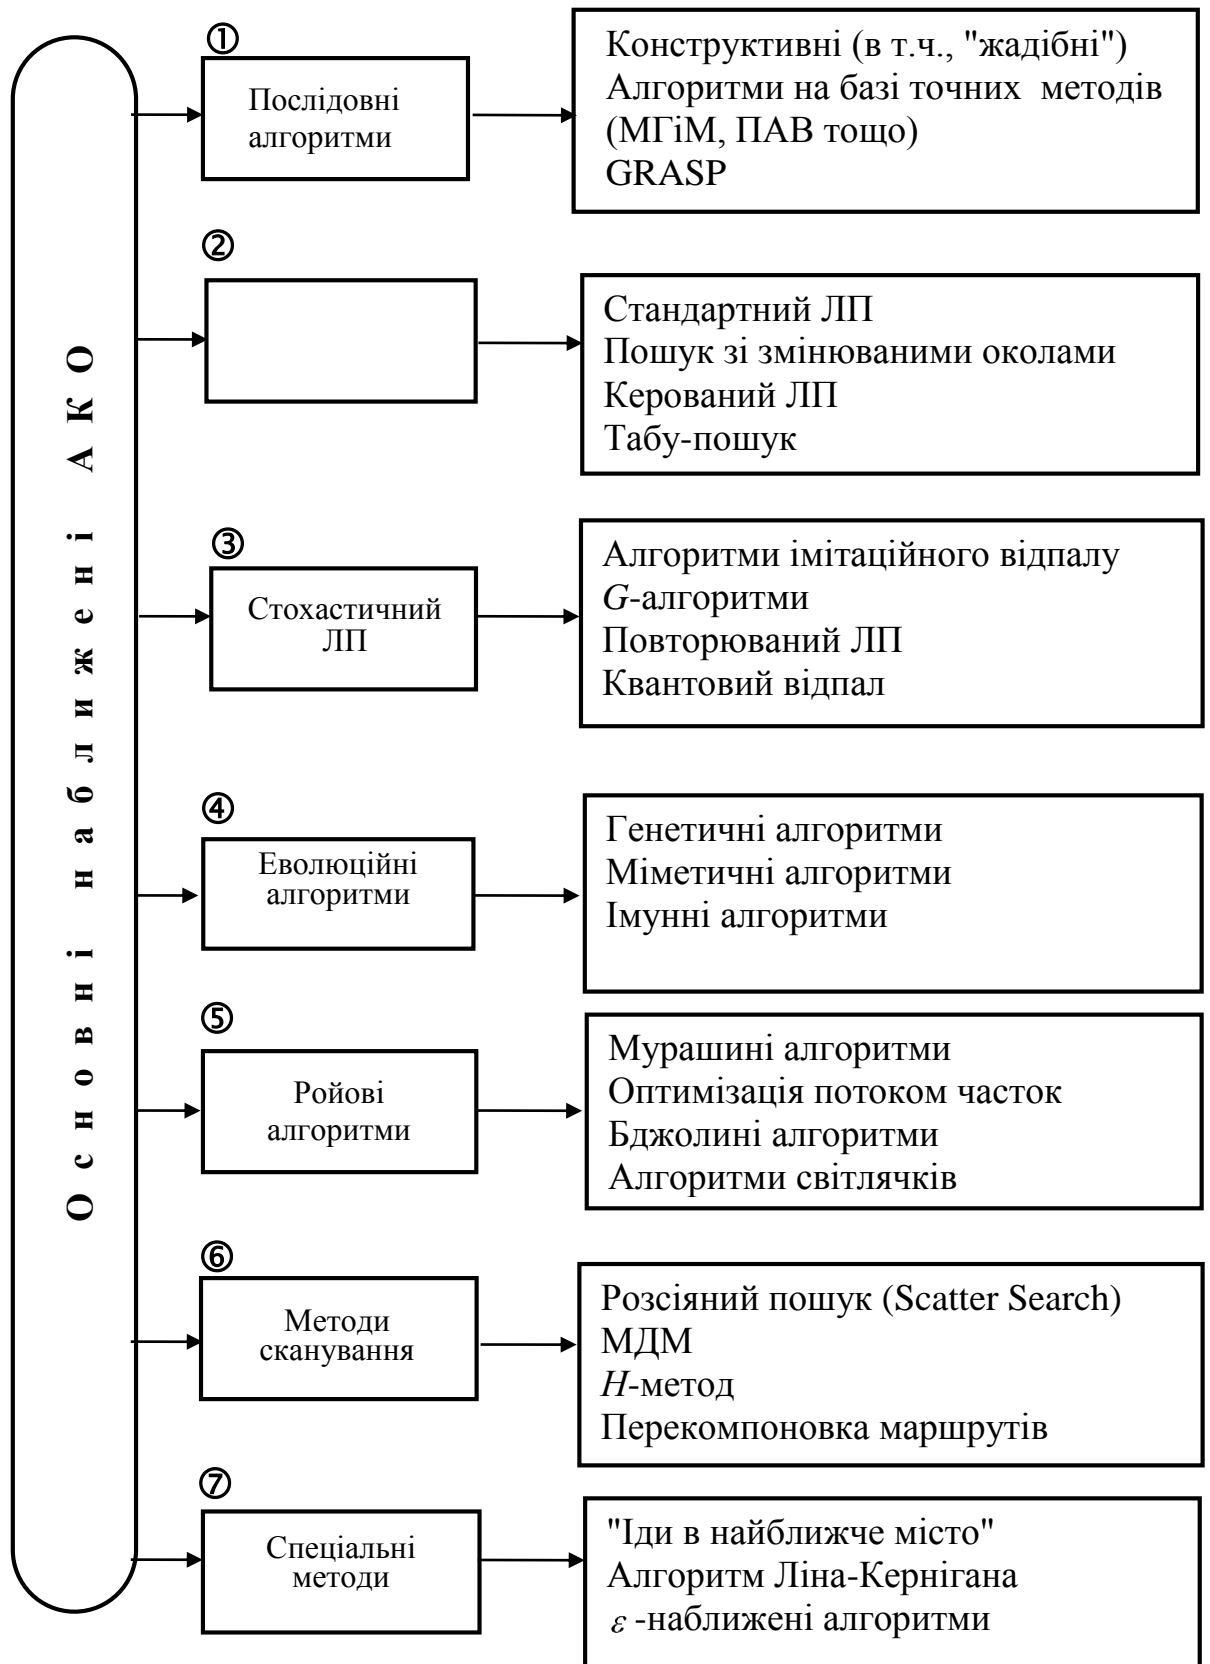 Основні наближені АКО
①
Послідовні
алгоритми
Конструктивні (в т.ч., "жадібні")
Алгоритми на базі точних методів
(МГіМ, ПАВ тощо)
GRASP
②
Стандартний ЛП
Пошук зі змінюваними околами
Керований ЛП
Табу-пошук
③
Стохастичний
ЛП
Алгоритми імітаційного відпалу
G-алгоритми
Повторюваний ЛП
Квантовий відпал
④
Еволюційні
алгоритми
Генетичні алгоритми
Міметичні алгоритми
Імунні алгоритми
⑤
Ройові
алгоритми
Мурашині алгоритми
Оптимізація потоком часток
Бджолині алгоритми
Алгоритми світлячків
⑥
Методи
сканування
Розсіяний пошук (Scatter Search)
МДМ
H-метод
Перекомпоновка маршрутів
⑦
Спеціальні
методи
"Іди в найближче місто"
Алгоритм Ліна-Кернігана
ε -наближені алгоритми